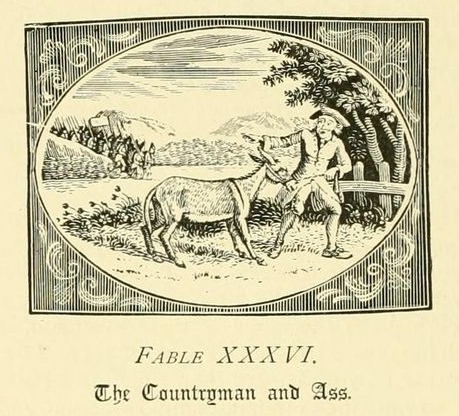 FABLE XXXVI.
The Countryman and Ass.